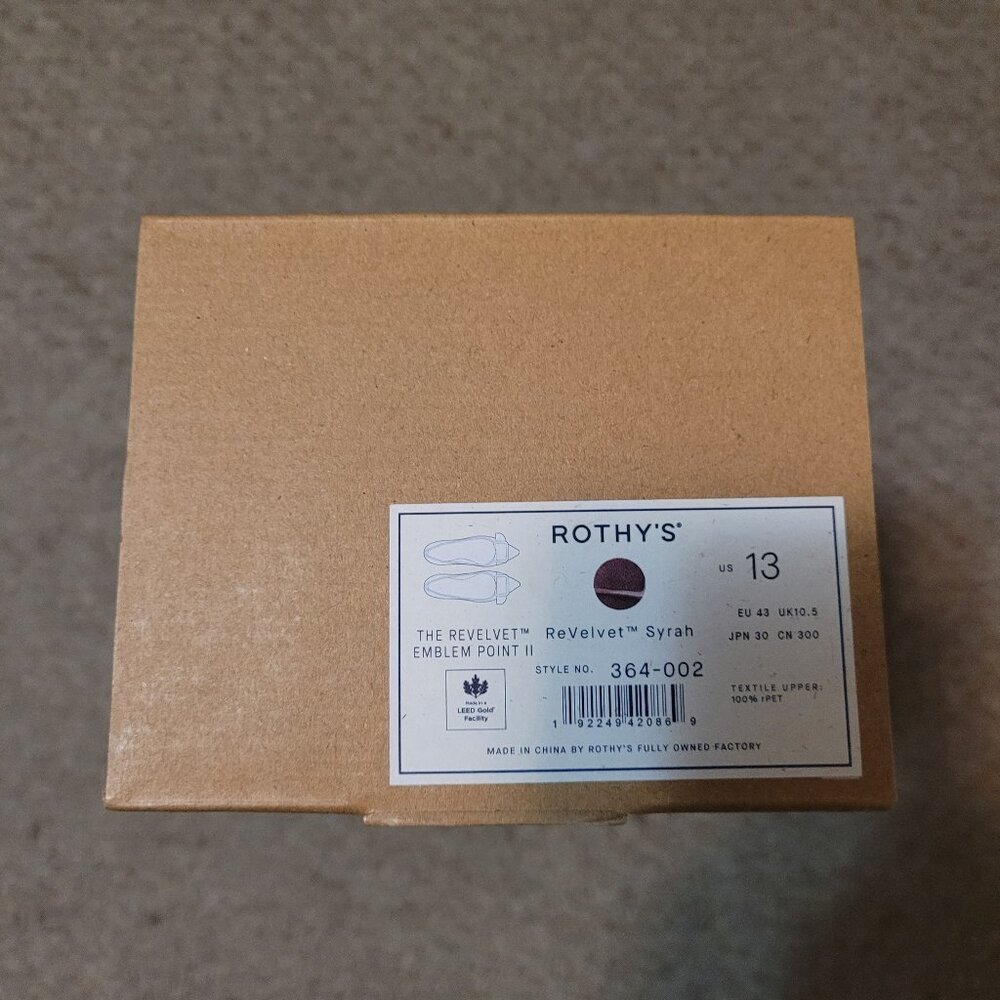 ROTHY'S®
US 13
EU 43 UK10.5
JPN 30 CN 300
THE REVELVET™
EMBLEM POINT II
ReVelvet™ Syrah
STYLE NO. 364-002
1 92249 42086 9
TEXTILE UPPER:
100% rPET
Made in a
LEED Gold®
Facility
MADE IN CHINA BY ROTHY'S FULLY OWNED FACTORY